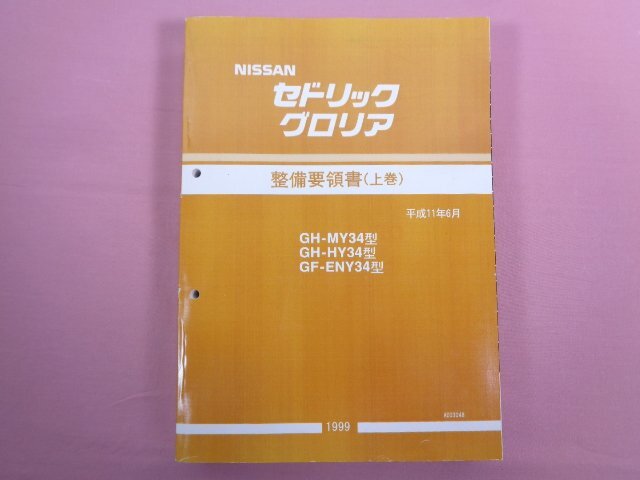 NISSAN
セドリック
グロリア
整備要領書(上巻)
平成11年6月
GH-MY34型
GH-HY34型
GF-ENY34型
A003048
1999